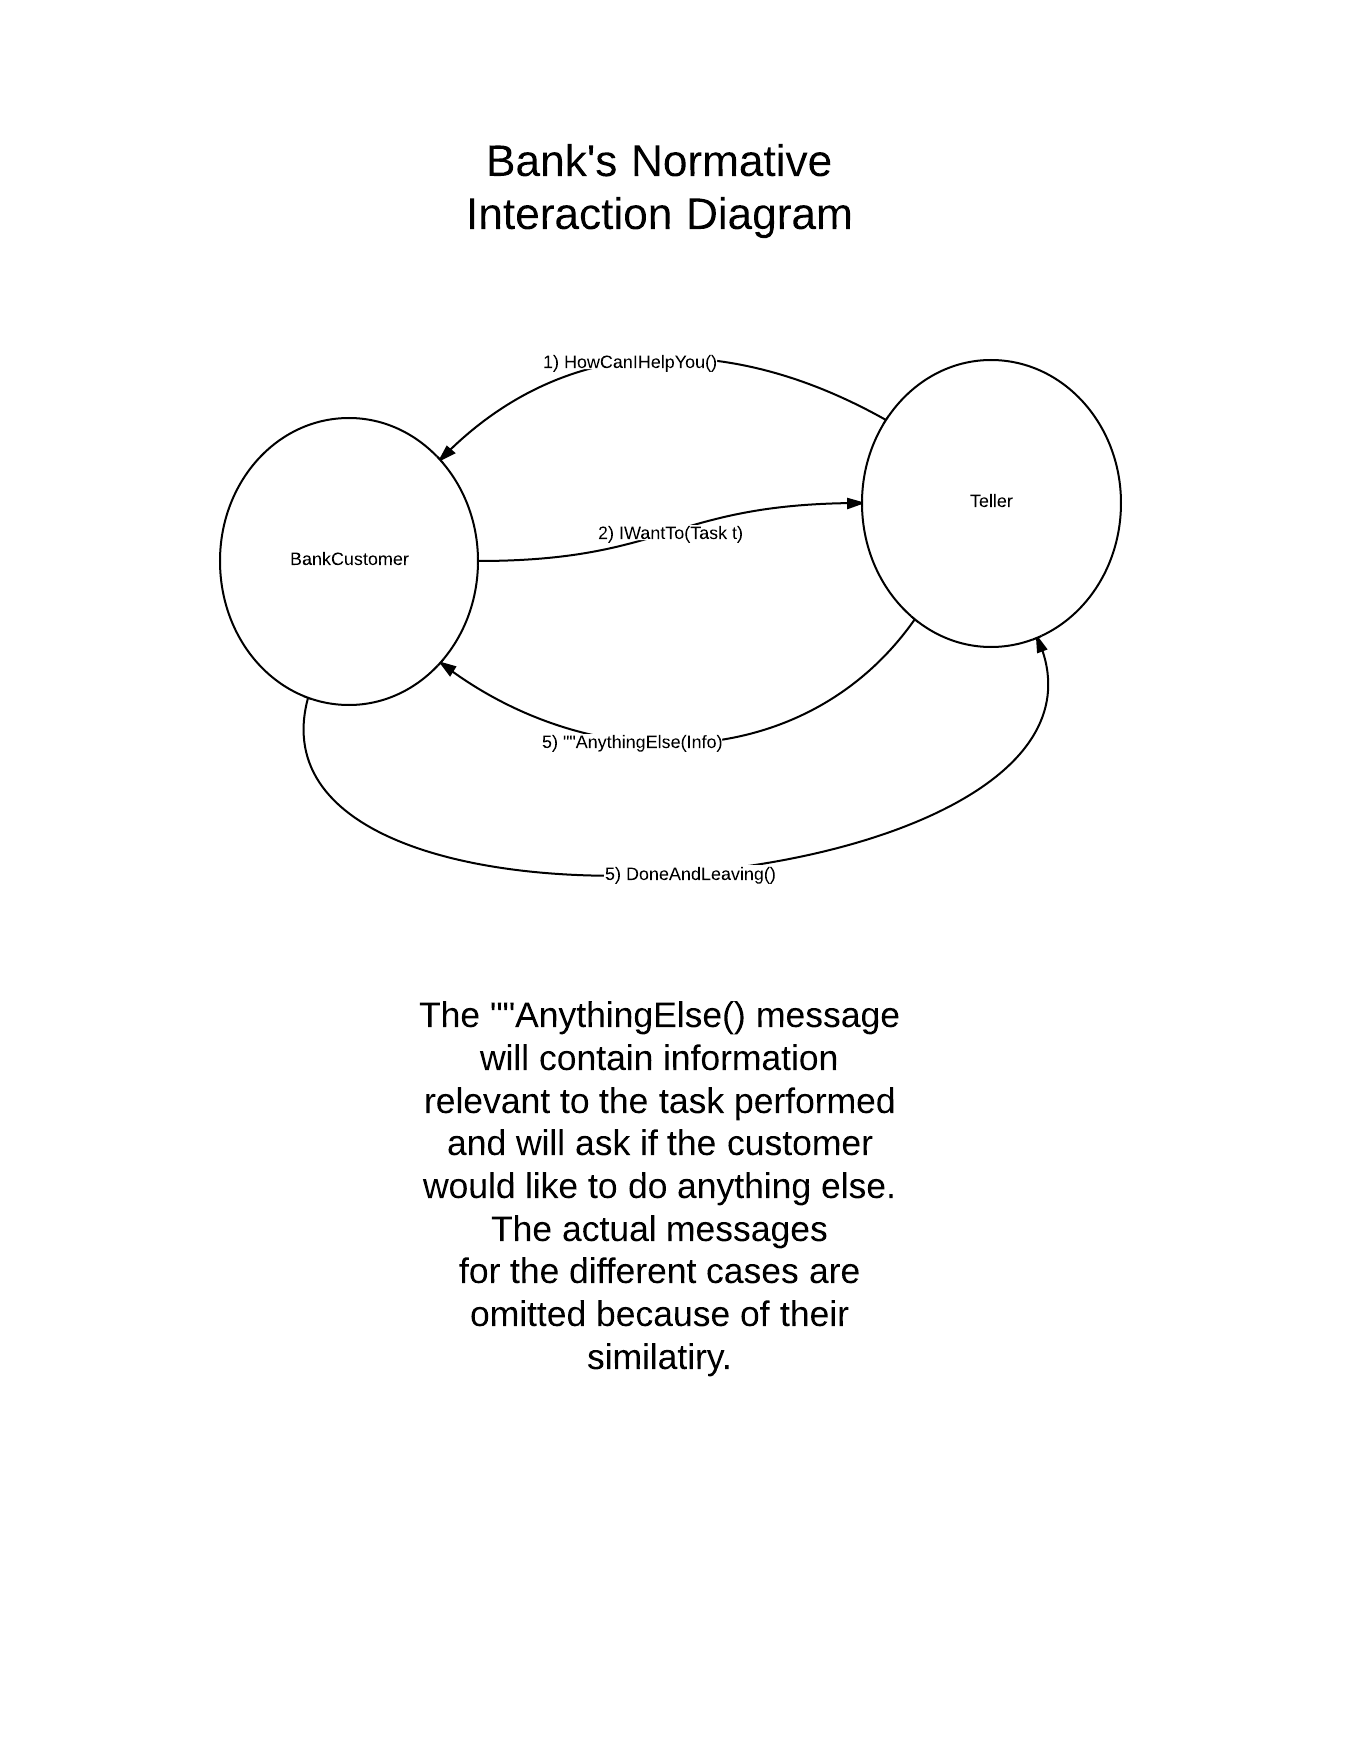 Bank's Normative
Interaction Diagram
1) HowCanIHelpYou()
Teller
2) IWantTo(Task t)
BankCustomer
5) ""AnythingElse(Info)
5) DoneAndLeaving()
The ""AnythingElse() message
will contain information
relevant to the task performed
and will ask if the customer
would like to do anything else.
The actual messages
for the different cases are
omitted because of their
similatiry.